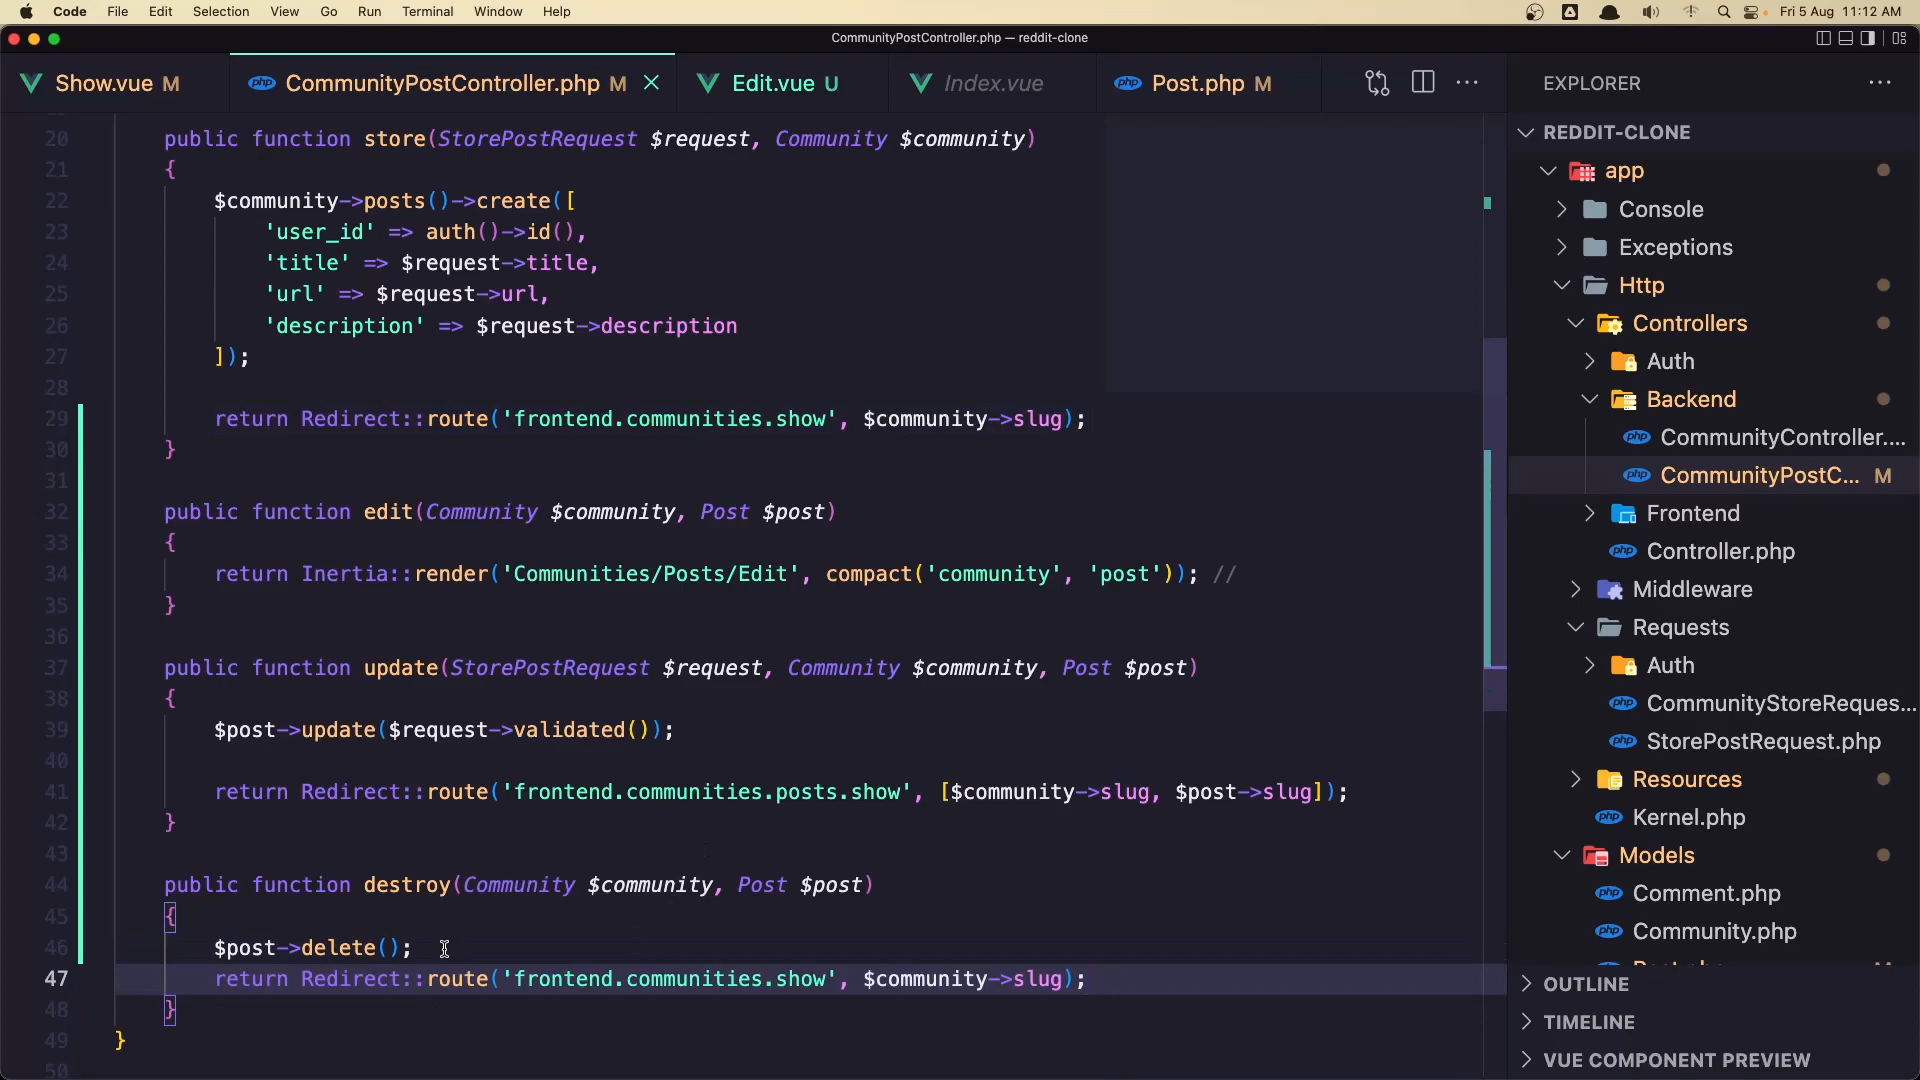 Code File Edit Selection View Go Run Terminal Window Help Fri 5 Aug 11:12 AM
CommunityPostController.php — reddit-clone
Show.vue M CommunityPostController.php M Edit.vue U Index.vue Post.php M
EXPLORER
20 public function store(StorePostRequest $request, Community $community)
21 {
22 $community->posts()->create([
23 'user_id' => auth()->id(),
24 'title' => $request->title,
25 'url' => $request->url,
26 'description' => $request->description
27 ]);
28
29 return Redirect::route('frontend.communities.show', $community->slug);
30 }
31
32 public function edit(Community $community, Post $post)
33 {
34 return Inertia::render('Communities/Posts/Edit', compact('community', 'post')); //
35 }
36
37 public function update(StorePostRequest $request, Community $community, Post $post)
38 {
39 $post->update($request->validated());
40
41 return Redirect::route('frontend.communities.posts.show', [$community->slug, $post->slug]);
42 }
43
44 public function destroy(Community $community, Post $post)
45 {
46 $post->delete();
47 return Redirect::route('frontend.communities.show', $community->slug);
48 }
49 }
50
REDDIT-CLONE
app
Console
Exceptions
Http
Controllers
Auth
Backend
php CommunityController....
php CommunityPostC... M
Frontend
php Controller.php
Middleware
Requests
Auth
php CommunityStoreReques...
php StorePostRequest.php
Resources
php Kernel.php
Models
php Comment.php
php Community.php
OUTLINE
TIMELINE
VUE COMPONENT PREVIEW